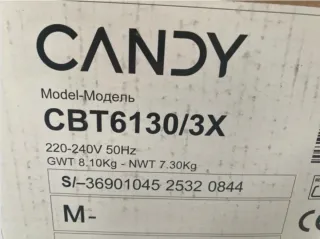 CANDY
Model-Модель
CBT6130/3X
220-240V 50Hz
GWT 8.10Kg - NWT 7.30Kg
S/-36901045 2532 0844
M-